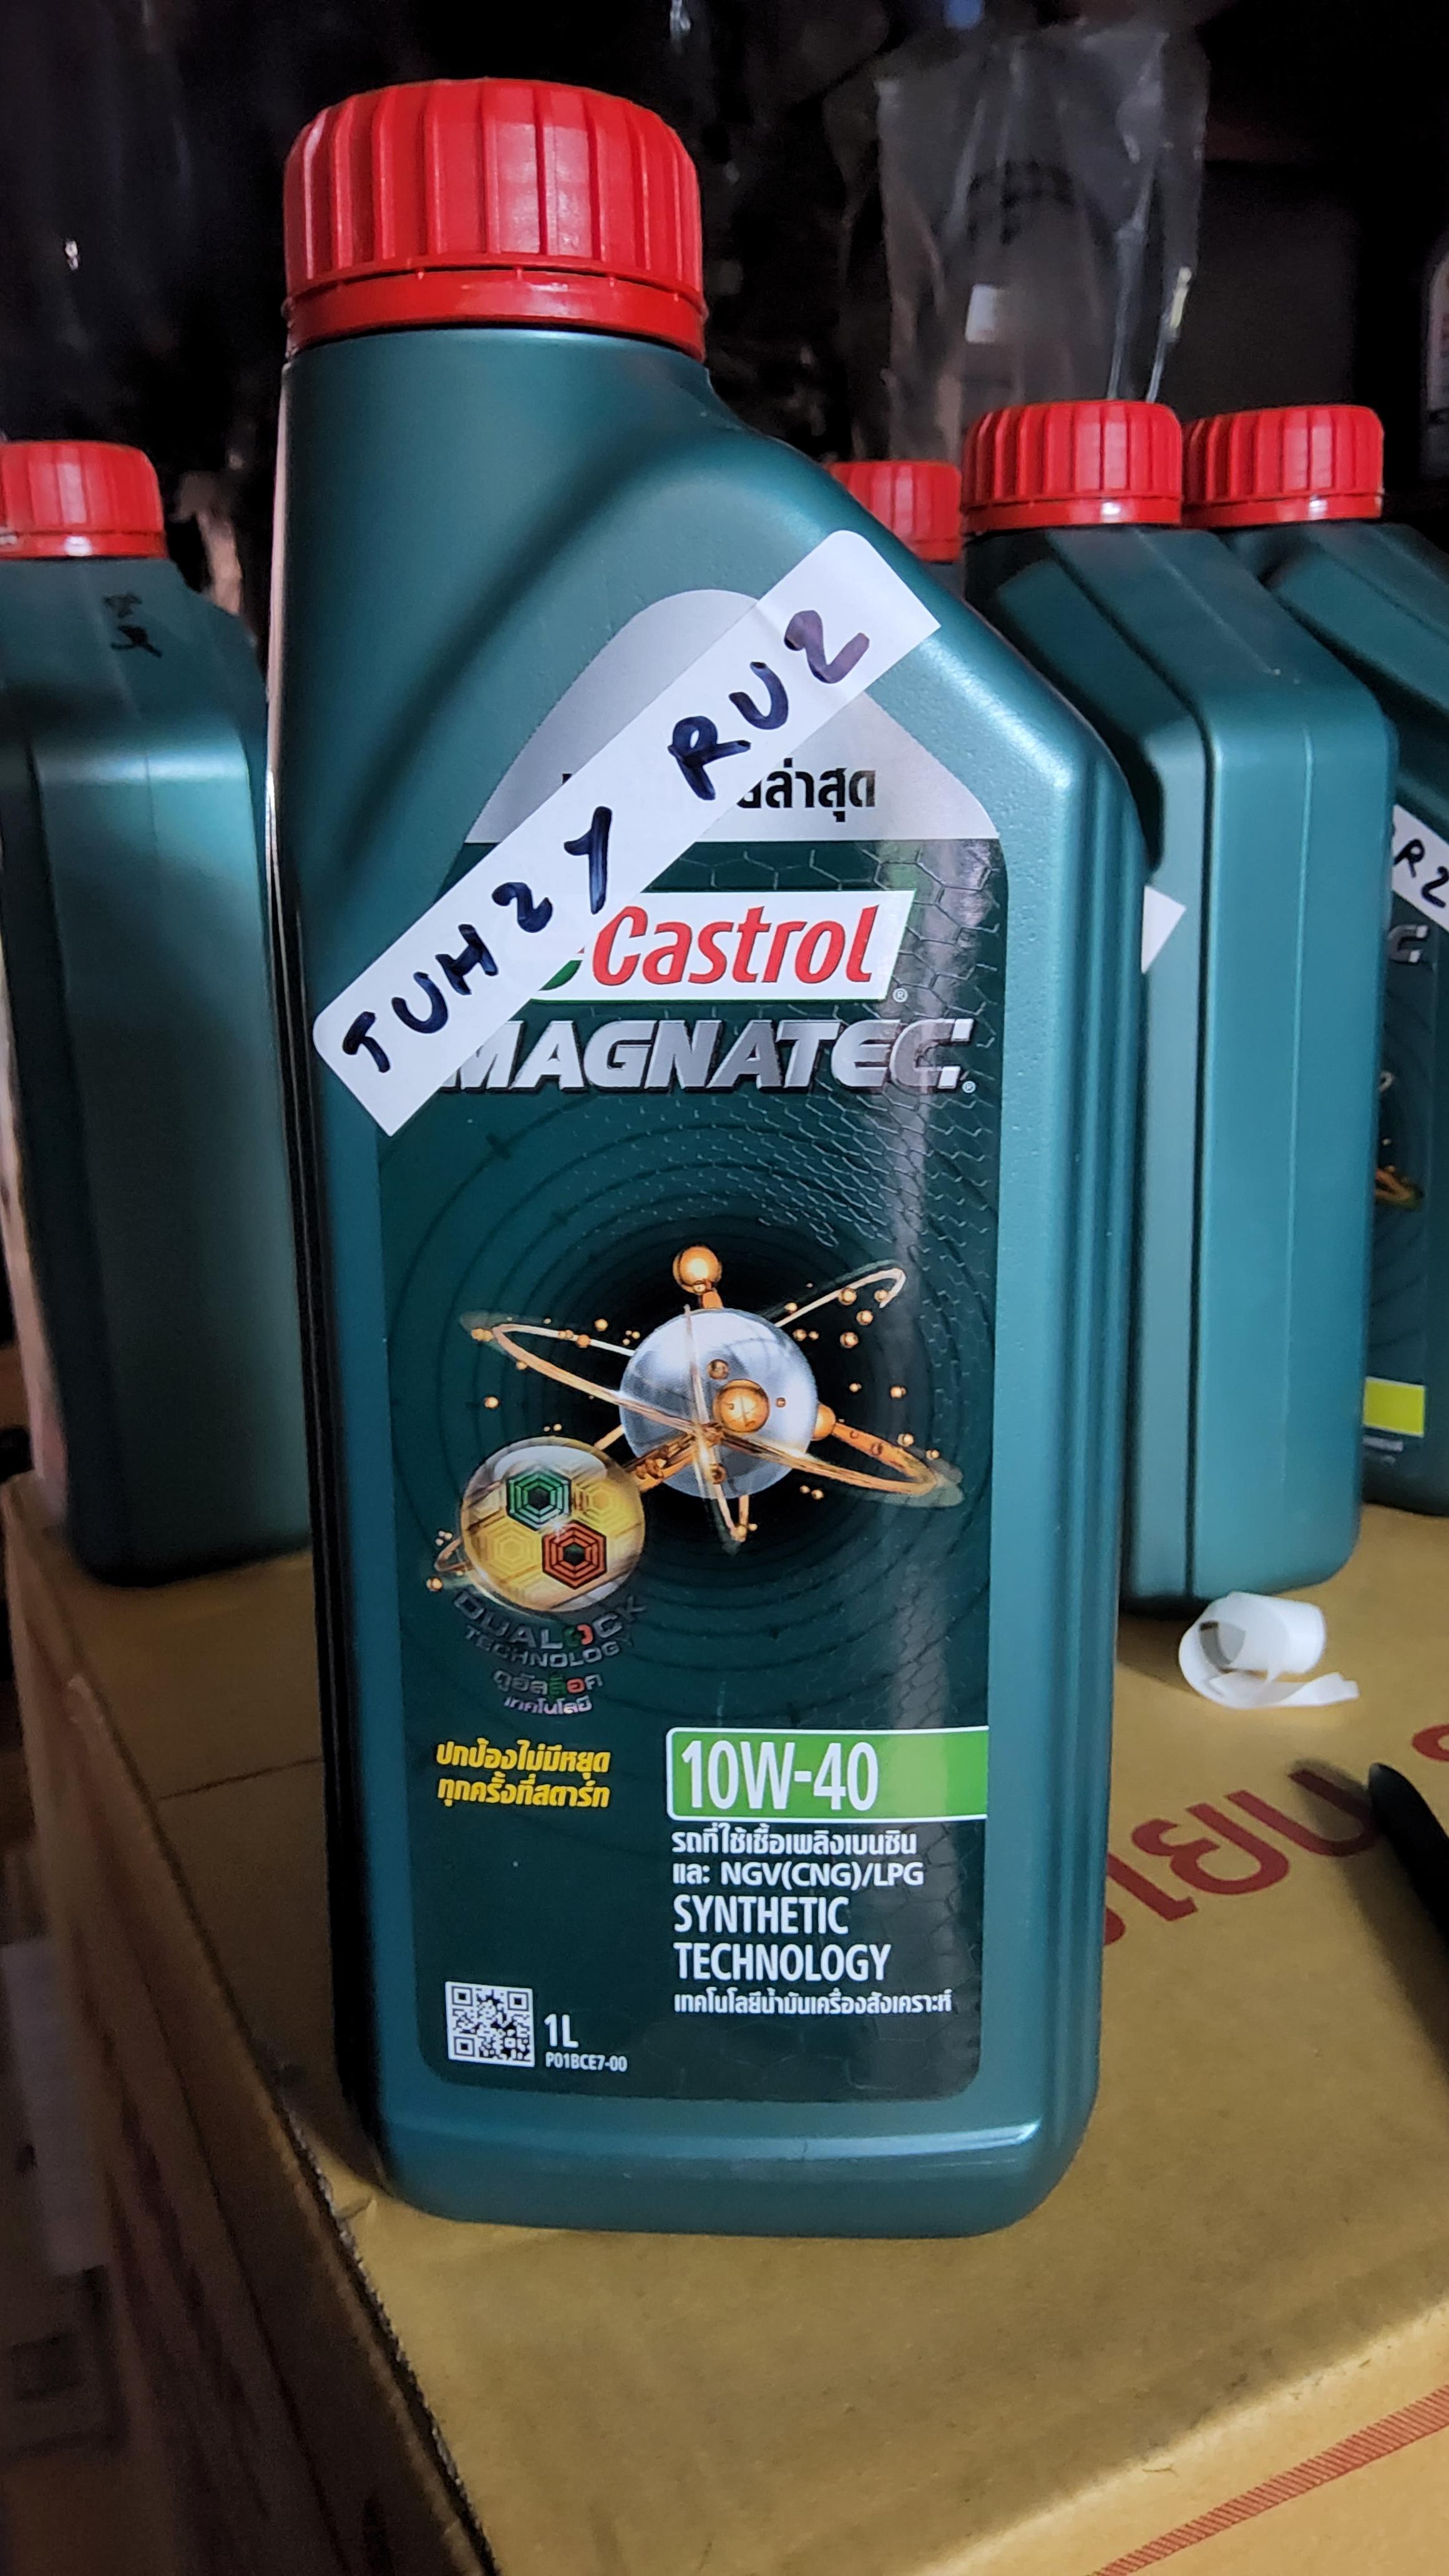 TUH21 RU2
ล่าสุด
Castrol
MAGNATEC
DUALOCK
TECHNOLOGY
ดูอัลล็อค
เทคโนโลยี
ปกป้องไม่มีหยุด
ทุกครั้งที่สตาร์ท
10W-40
รถที่ใช้เชื้อเพลิงเบนซิน
และ NGV(CNG)/LPG
SYNTHETIC
TECHNOLOGY
เทคโนโลยีน้ำมันเครื่องสังเคราะห์
1L
P01BCE7-00
R2